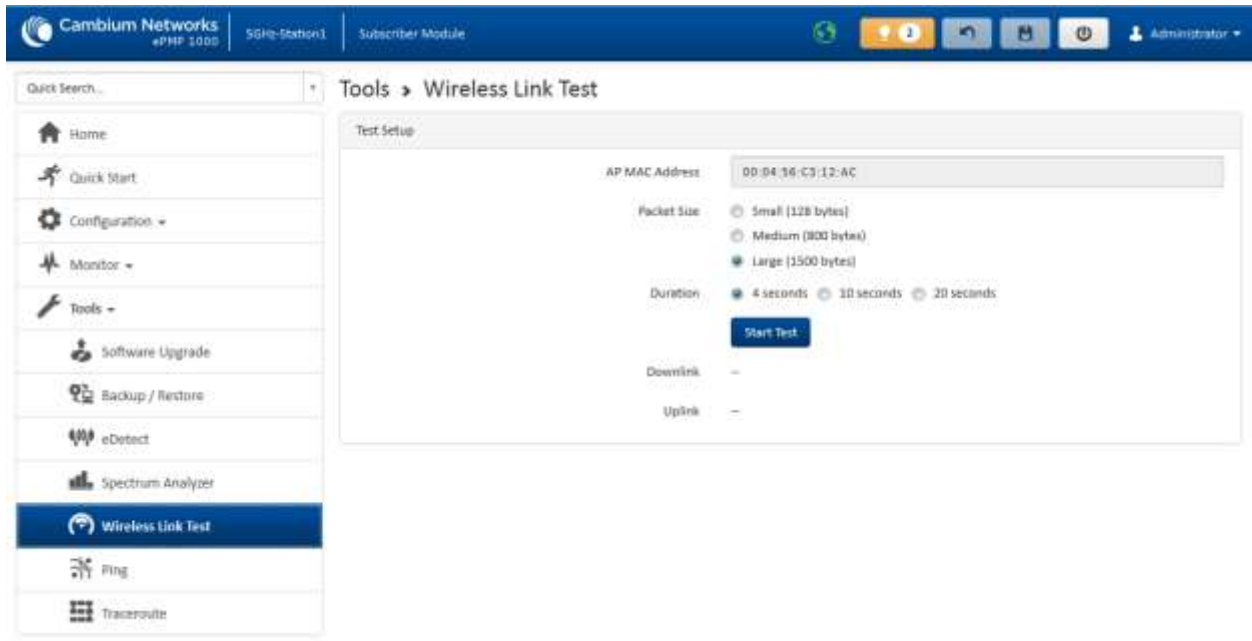 Cambium Networks
ePMP 1000
5GHz-Station1
Subscriber Module
2
Administrator
Quick Search...
Tools > Wireless Link Test
Home
Quick Start
Configuration
Monitor
Tools
Software Upgrade
Backup / Restore
eDetect
Spectrum Analyzer
Wireless Link Test
Ping
Traceroute
Test Setup
AP MAC Address 00:04:56:C3:12:AC
Packet Size Small (128 bytes)
Medium (800 bytes)
Large (1500 bytes)
Duration 4 seconds 10 seconds 20 seconds
Start Test
Downlink --
Uplink --